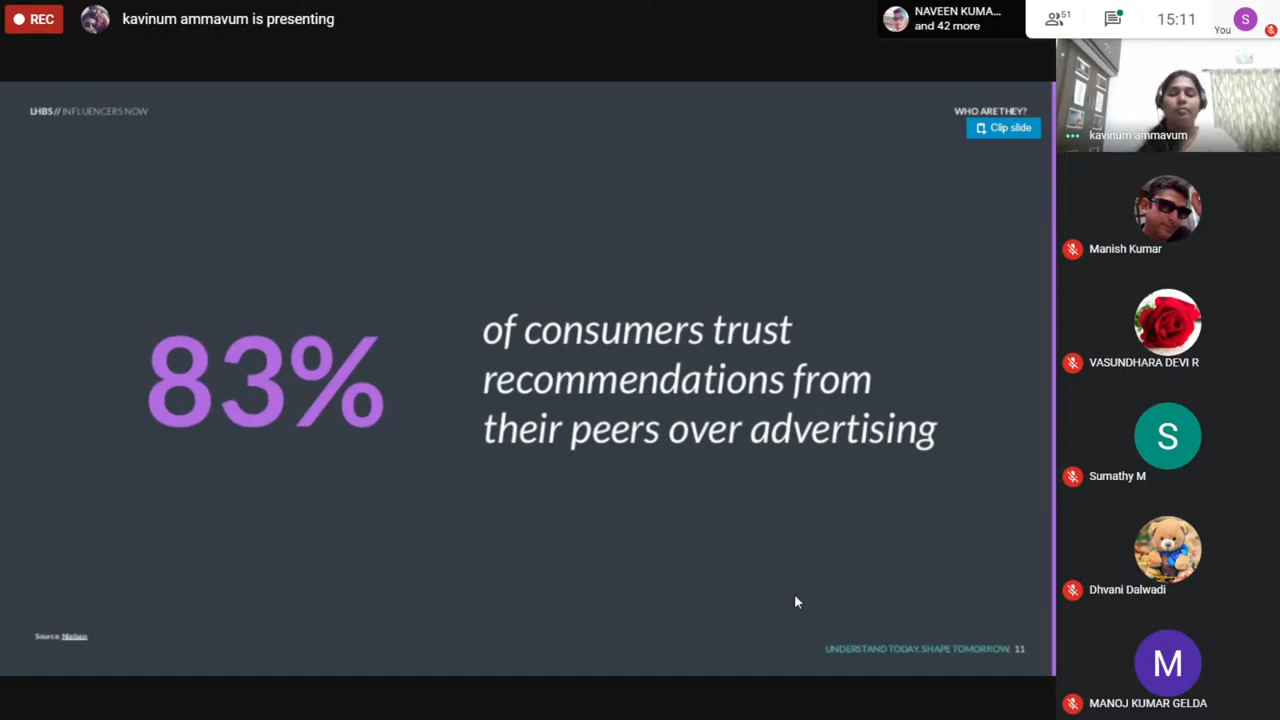 REC
kavinum ammavum is presenting
NAVEEN KUMA...
and 42 more
51
15:11
You
S
LHBS// INFLUENCERS NOW
WHO ARE THEY?
Clip slide
kavinum ammavum
83%
of consumers trust
recommendations from
their peers over advertising
Manish Kumar
VASUNDHARA DEVI R
S
Sumathy M
Dhvani Dalwadi
M
MANOJ KUMAR GELDA
Source: Nielsen
UNDERSTAND TODAY. SHAPE TOMORROW. 11